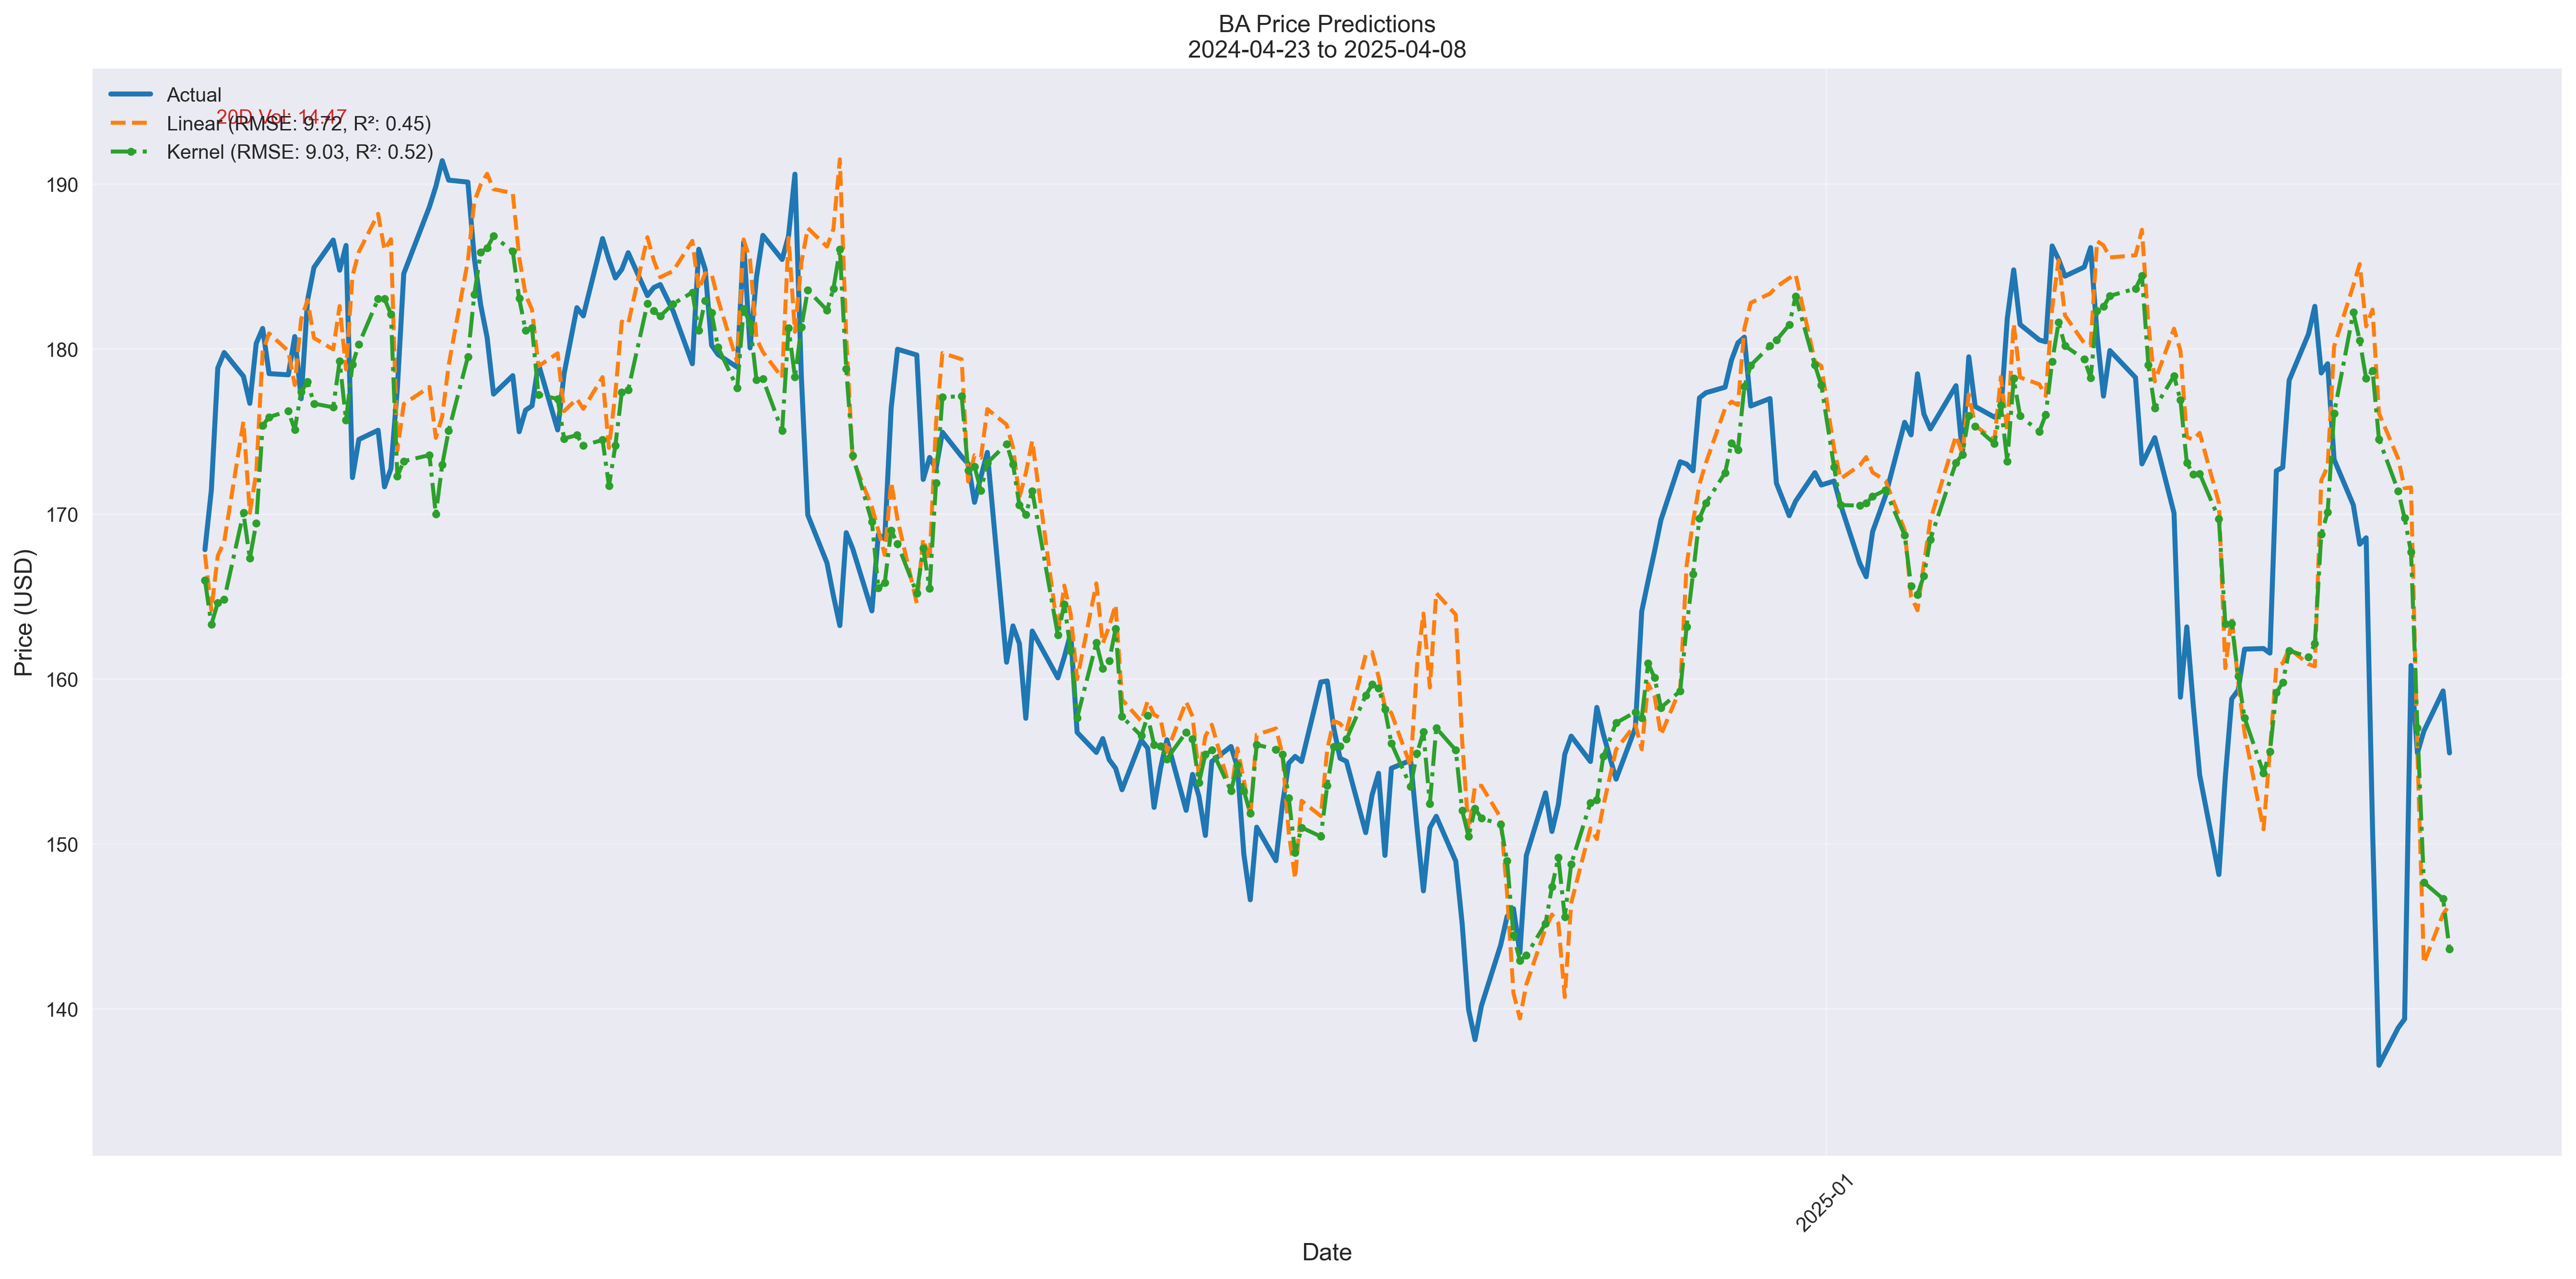 BA Price Predictions
2024-04-23 to 2025-04-08
Actual
20D Vol: 14.47
Linear (RMSE: 9.72, R²: 0.45)
Kernel (RMSE: 9.03, R²: 0.52)
190
180
170
160
150
140
Price (USD)
2025-01
Date